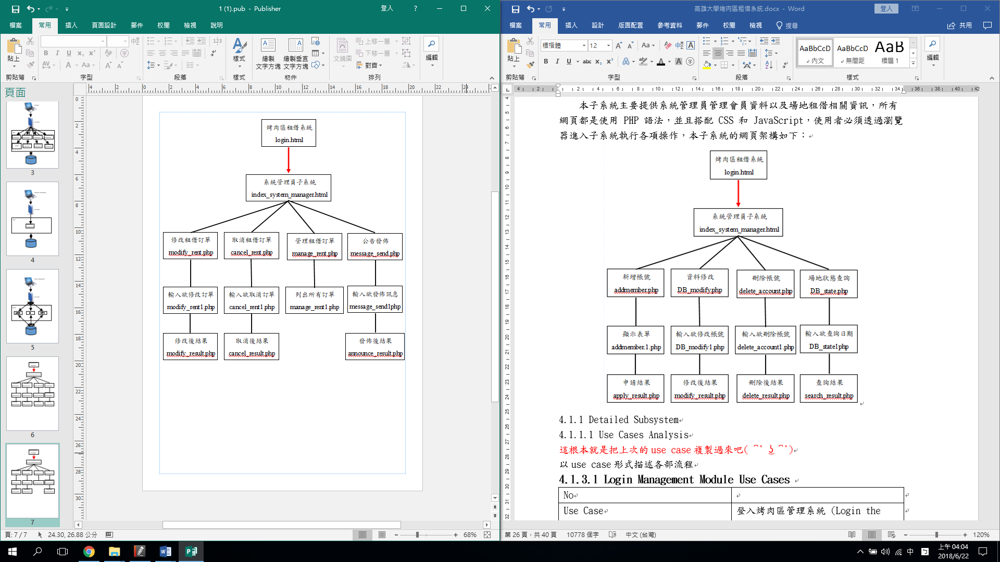 1 (1).pub - Publisher
登入
檔案
常用
插入
頁面設計
郵件
校閱
檢視
說明
貼上
繪製
文字方塊
繪製垂直
文字方塊
樣式
文繞圖
上移一層
下移一層
對齊
編輯
剪貼簿
字型
段落
樣式
物件
排列
頁面
3
4
5
6
7
烤肉區租借系統
login.html
系統管理員子系統
index_system_manager.html
修改租借訂單
modify_rent.php
取消租借訂單
cancel_rent.php
管理租借訂單
manage_rent.php
公告發佈
message_send.php
輸入欲修改訂單
modify_rent1.php
輸入欲取消訂單
cancel_rent1.php
列出所有訂單
manage_rent1.php
輸入欲發佈訊息
message_send1php
修改後結果
modify_result.php
取消後結果
cancel_result.php
發佈後結果
announce_result.php
頁: 7 / 7
24.30, 26.88 公分
68%
高雄大學烤肉區租借系統.docx - Word
登入
檔案
常用
插入
設計
版面配置
參考資料
郵件
校閱
檢視
搜尋
共用
貼上
標楷體
12
AaBbCcD
內文
AaBbCcD
無間距
AaB
標題 1
編輯
剪貼簿
字型
段落
樣式
本子系統主要提供系統管理員管理會員資料以及場地租借相關資訊，所有
網頁都是使用 PHP 語法，並且搭配 CSS 和 JavaScript，使用者必須透過瀏覽
器進入子系統執行各項操作，本子系統的網頁架構如下：
烤肉區租借系統
login.html
系統管理員子系統
index_system_manager.html
新增帳號
addmember.php
資料修改
DB_modify.php
刪除帳號
delete_account.php
場地狀態查詢
DB_state.php
顯示表單
addmember.1.php
輸入欲修改帳號
DB_modify1.php
輸入欲刪除帳號
delete_account1.php
輸入欲查詢日期
DB_state1php
申請結果
apply_result.php
修改後結果
modify_result.php
刪除後結果
delete_result.php
查詢結果
search_result.php
4.1.1 Detailed Subsystem
4.1.1.1 Use Cases Analysis
這根本就是把上次的 use case 複製過來吧( ͡° ͜ʖ ͡°)
以 use case 形式描述各部流程
4.1.3.1 Login Management Module Use Cases
No
Use Case
登入烤肉區管理系統 (Login the
第 26 頁，共 40 頁
10778 個字
中文 (台灣)
120%
中
上午 04:04
2018/6/22